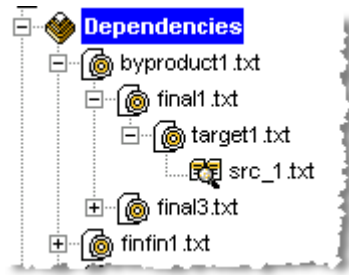 Dependencies
byproduct1.txt
final1.txt
target1.txt
src_1.txt
final3.txt
finfin1.txt